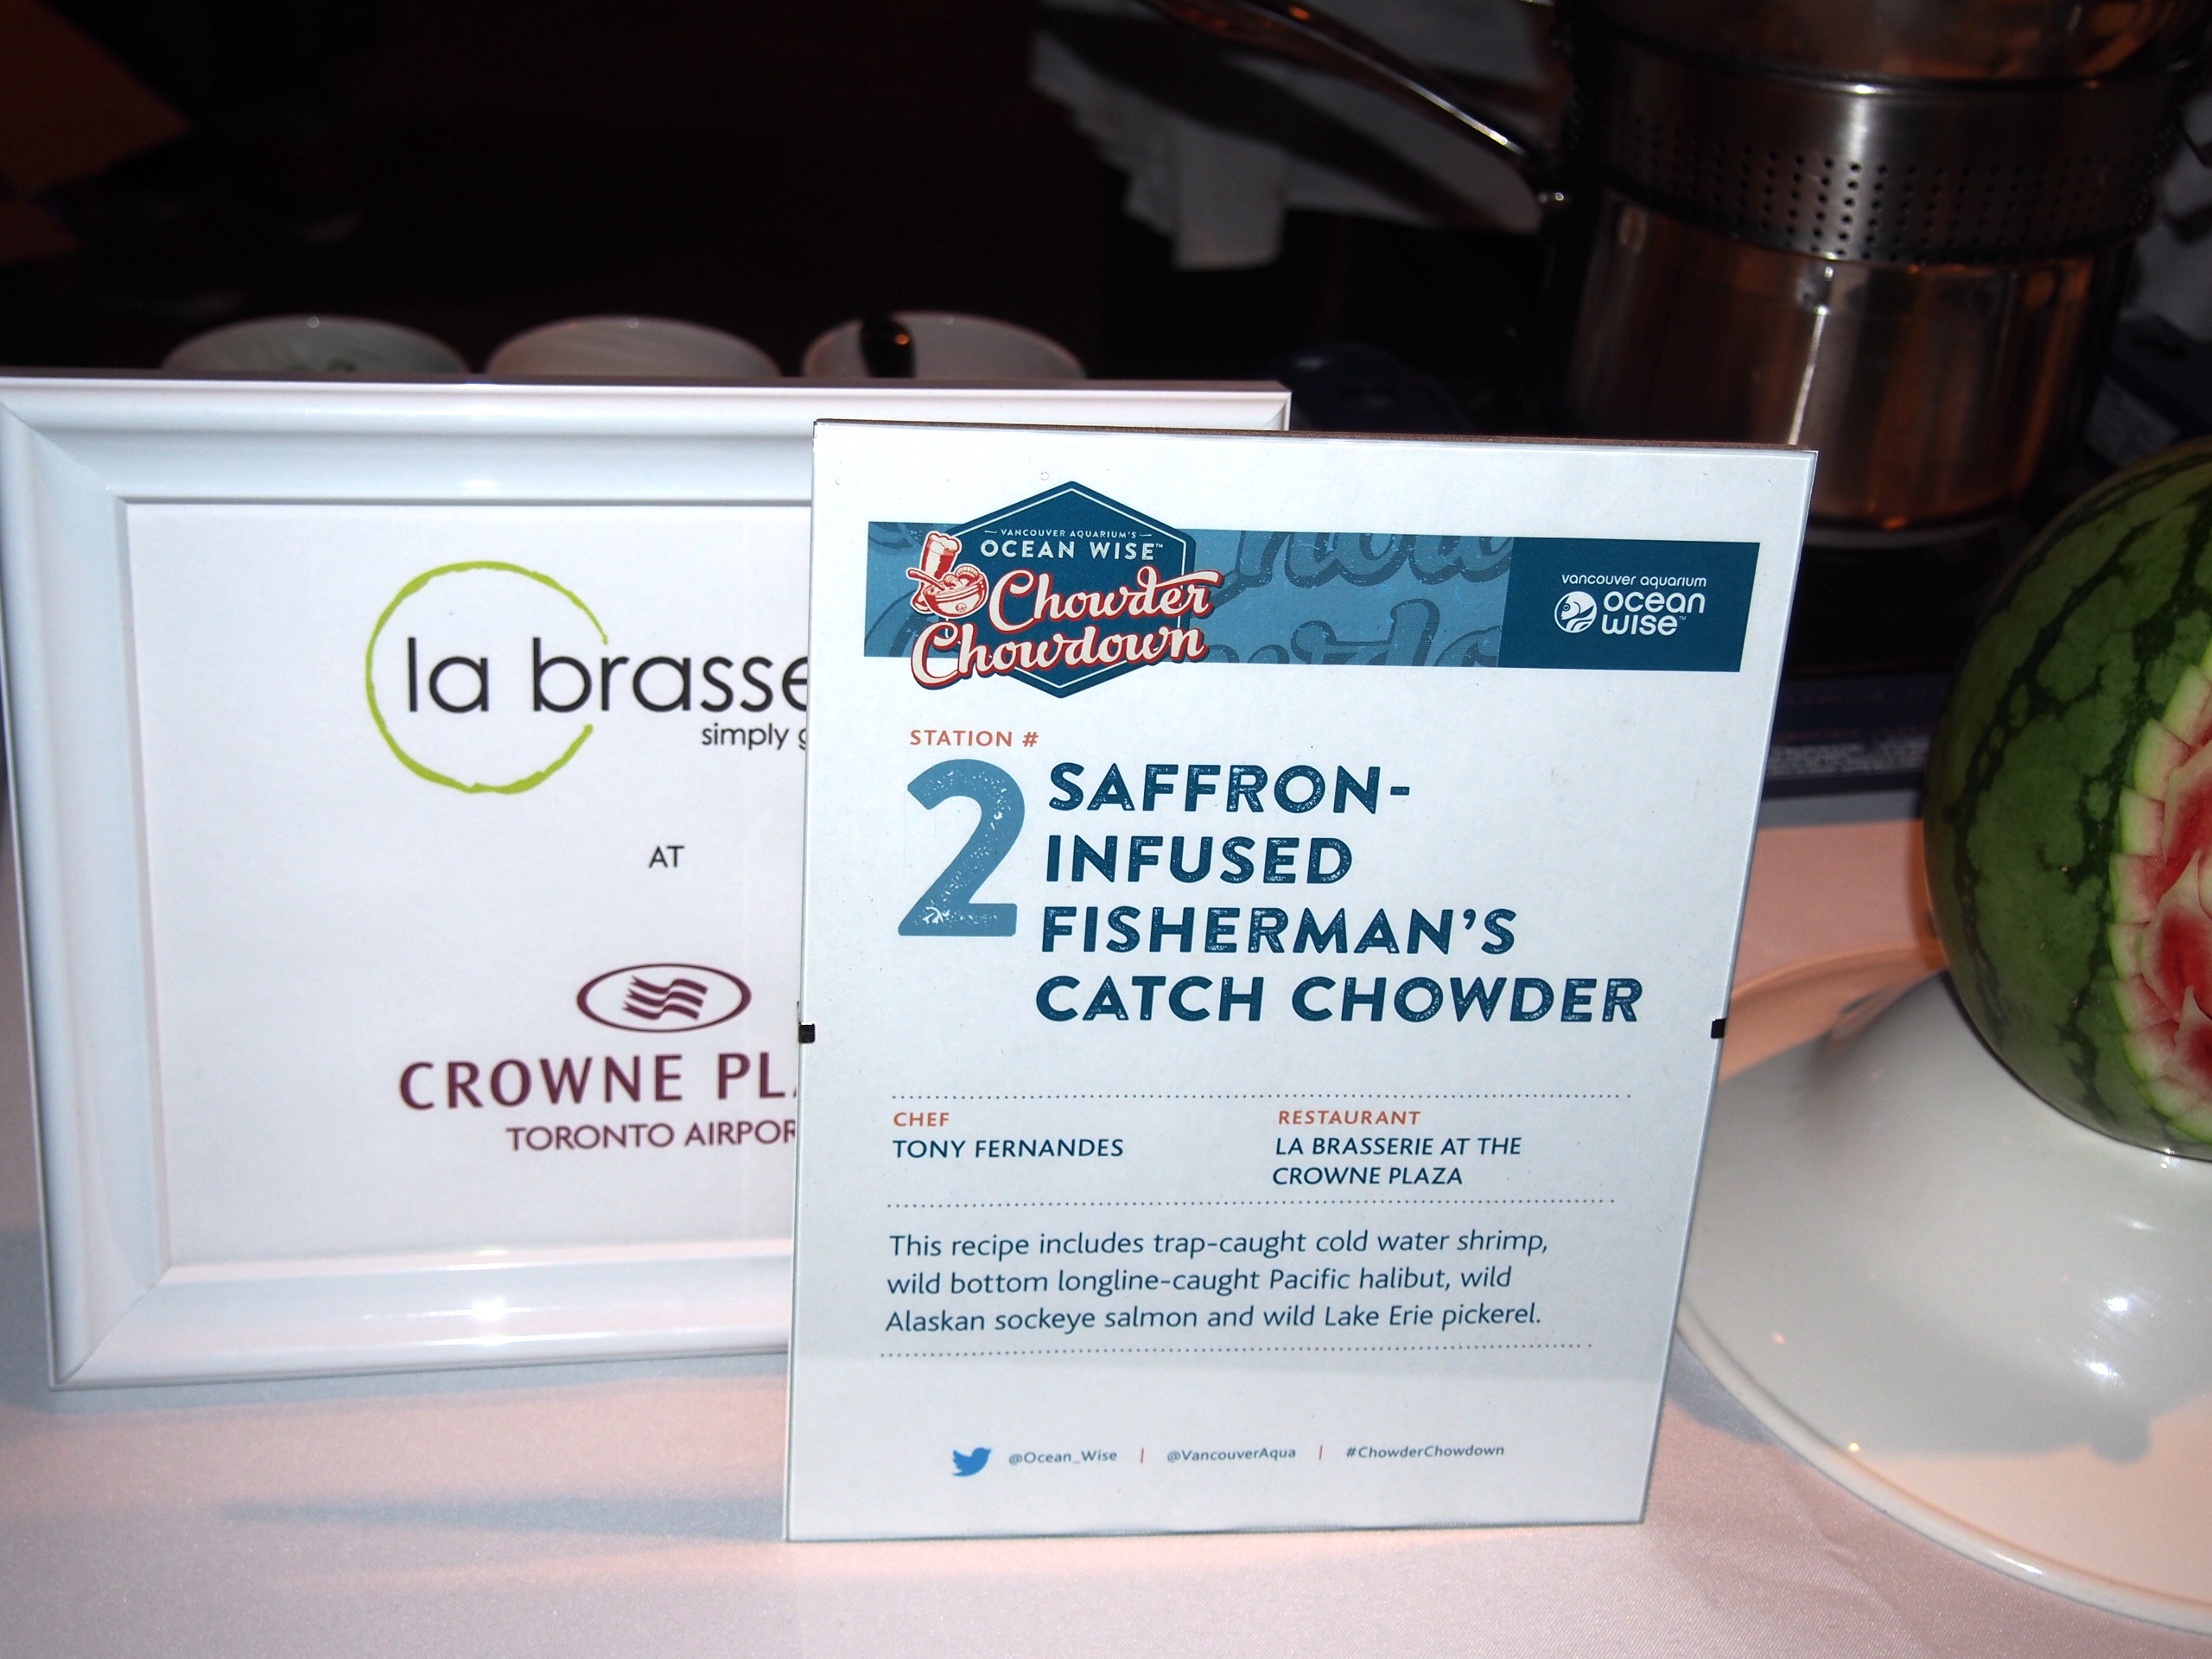 la brasse
simply g
AT
CROWNE PLA
TORONTO AIRPOR
VANCOUVER AQUARIUM'S
OCEAN WISE™
Chowder
Chowdown
vancouver aquarium
ocean
wise™
STATION #
2
SAFFRON-
INFUSED
FISHERMAN'S
CATCH CHOWDER
CHEF
TONY FERNANDES
RESTAURANT
LA BRASSERIE AT THE
CROWNE PLAZA
This recipe includes trap-caught cold water shrimp,
wild bottom longline-caught Pacific halibut, wild
Alaskan sockeye salmon and wild Lake Erie pickerel.
@Ocean_Wise | @VancouverAqua | #ChowderChowdown